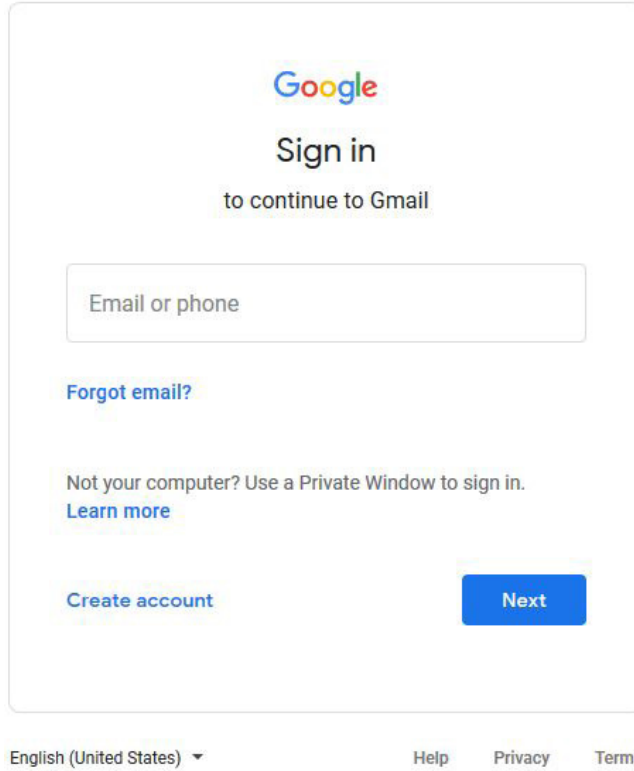 Google
Sign in
to continue to Gmail
Email or phone
Forgot email?
Not your computer? Use a Private Window to sign in.
Learn more
Create account
Next
English (United States)
Help
Privacy
Term